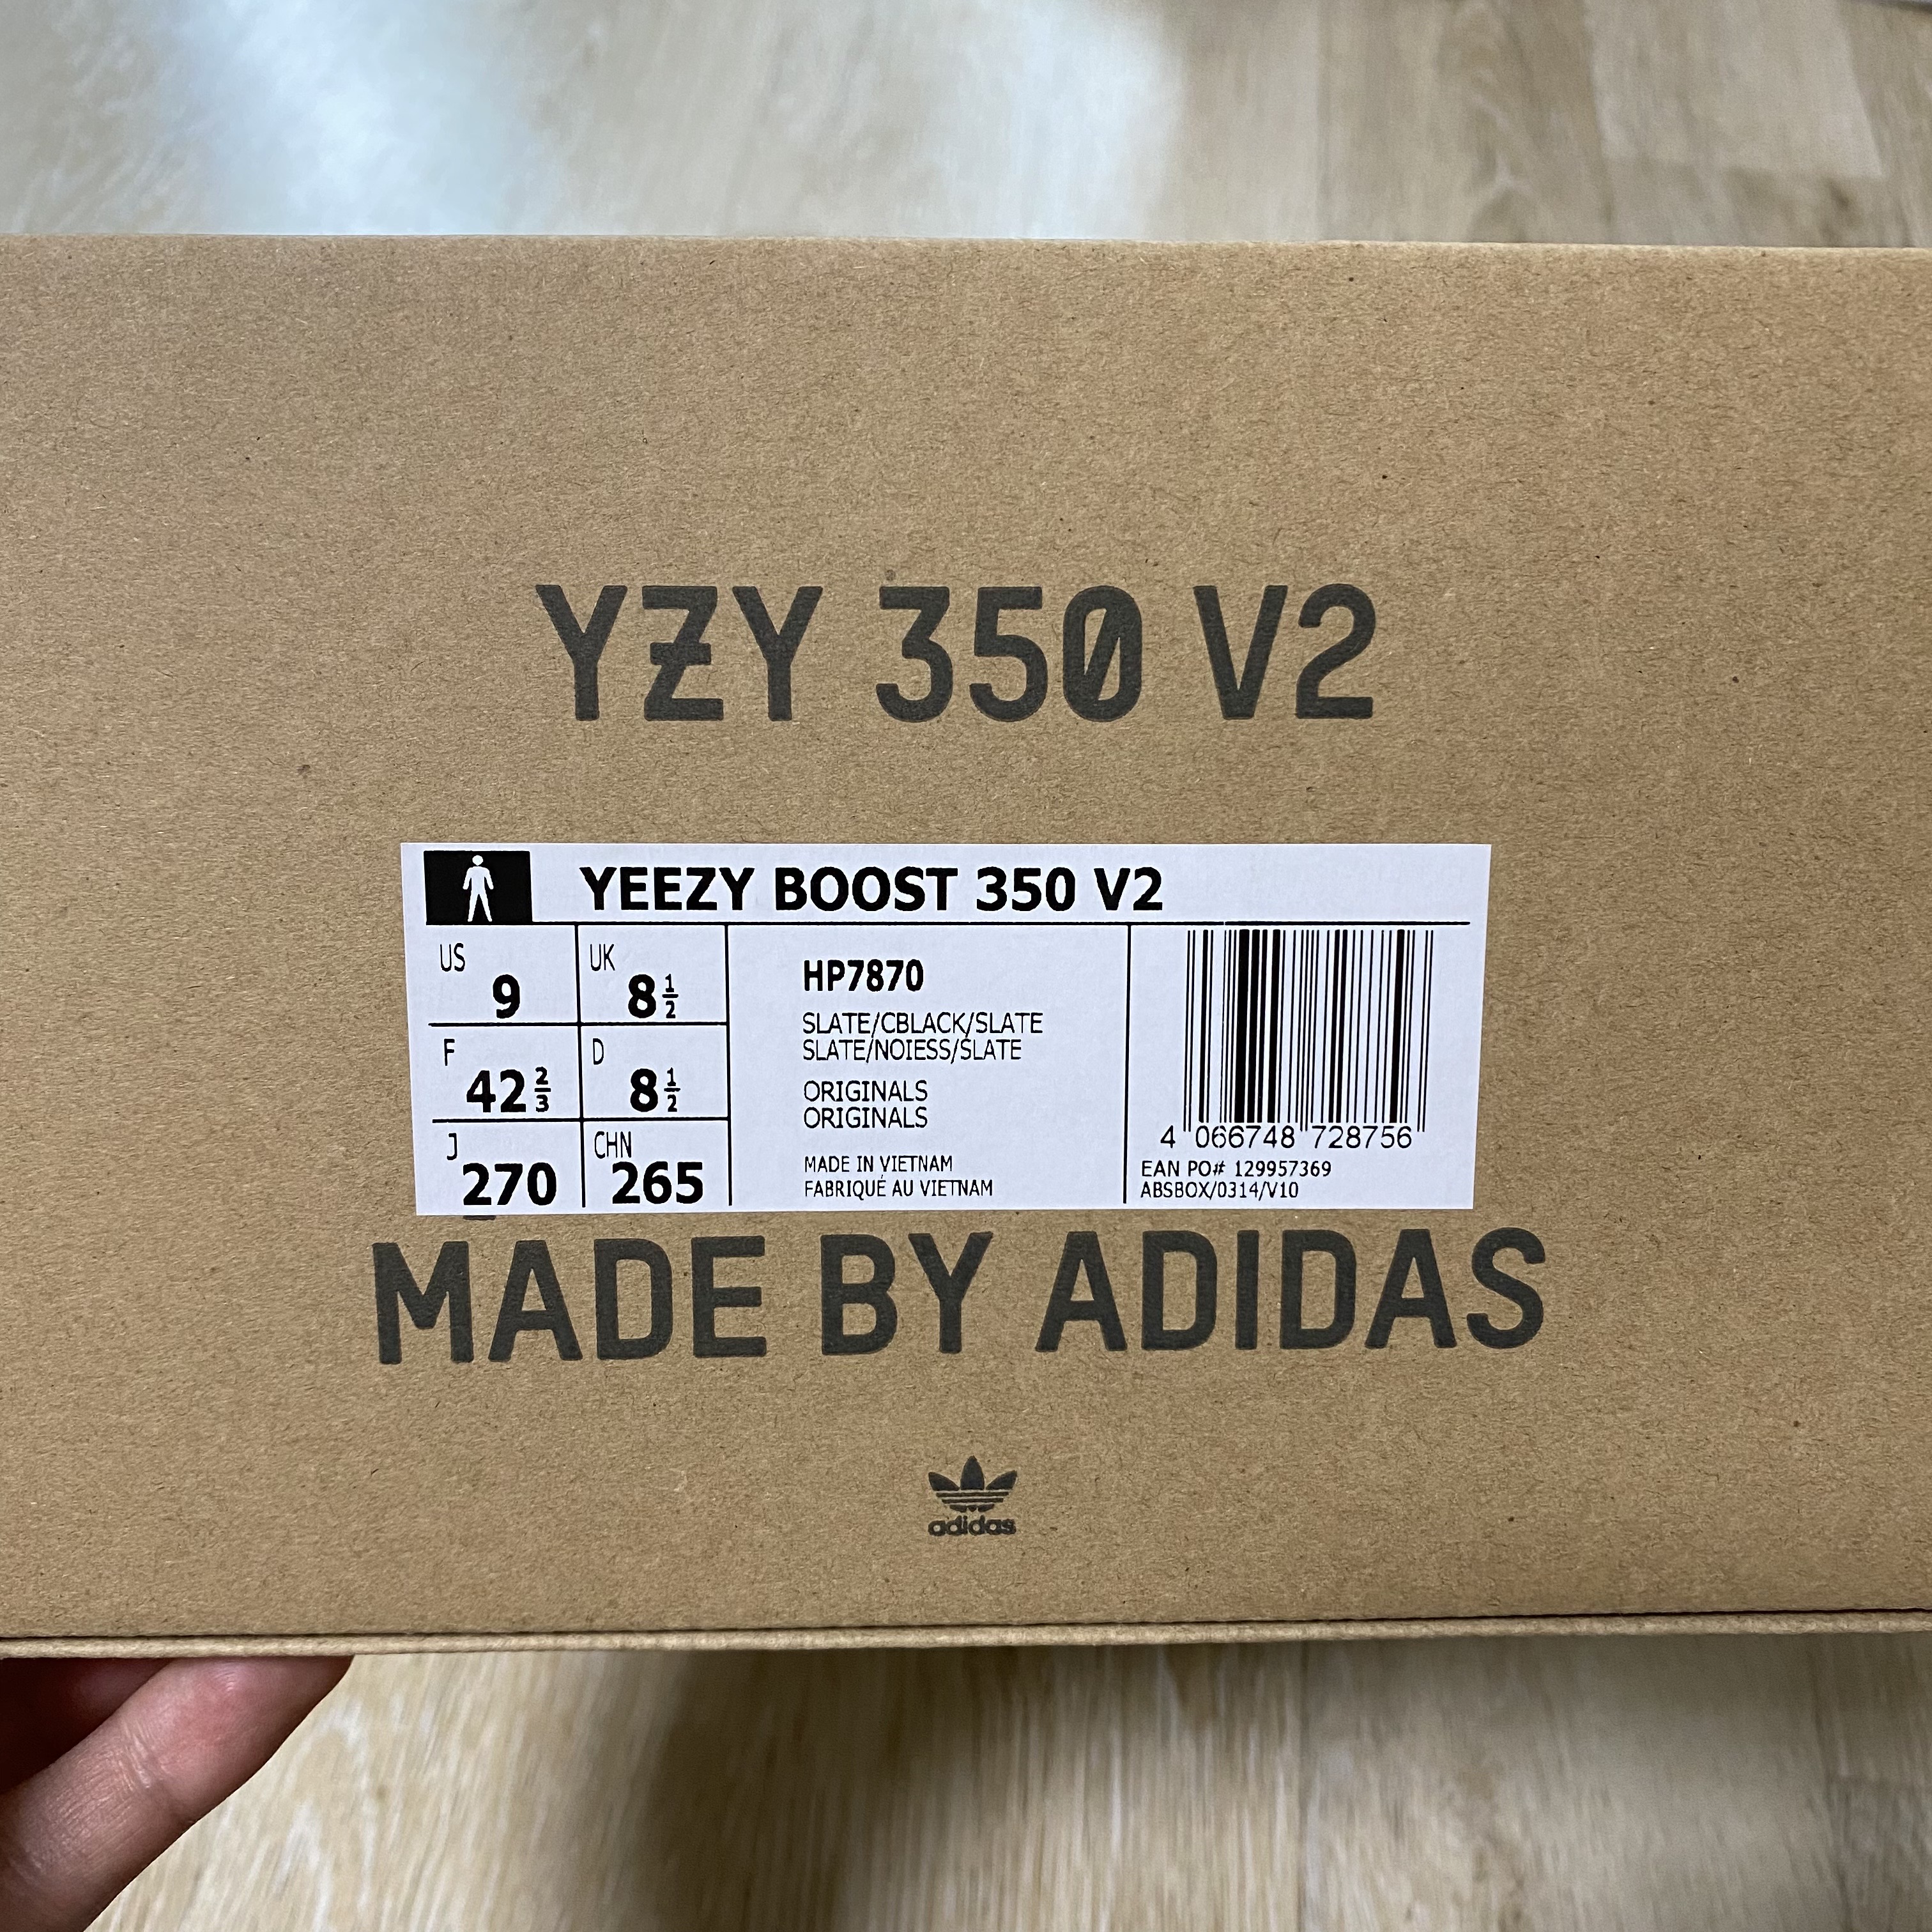 YZY 350 V2
YEEZY BOOST 350 V2
US 9
UK 8 1/2
F 42 2/3
D 8 1/2
J 270
CHN 265
HP7870
SLATE/CBLACK/SLATE
SLATE/NOIESS/SLATE
ORIGINALS
ORIGINALS
MADE IN VIETNAM
FABRIQUÉ AU VIETNAM
4 066748 728756
EAN PO# 129957369
ABSBOX/0314/V10
MADE BY ADIDAS
adidas